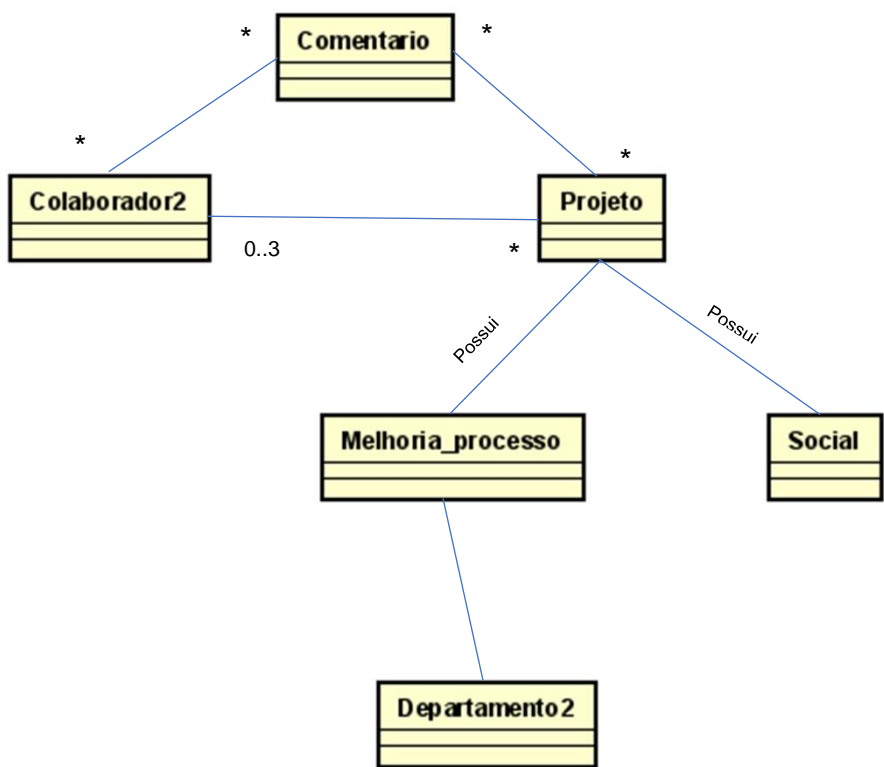 Comentario
*
*
*
*
Colaborador2
Projeto
0..3
*
Possui
Possui
Melhoria_processo
Social
Departamento2